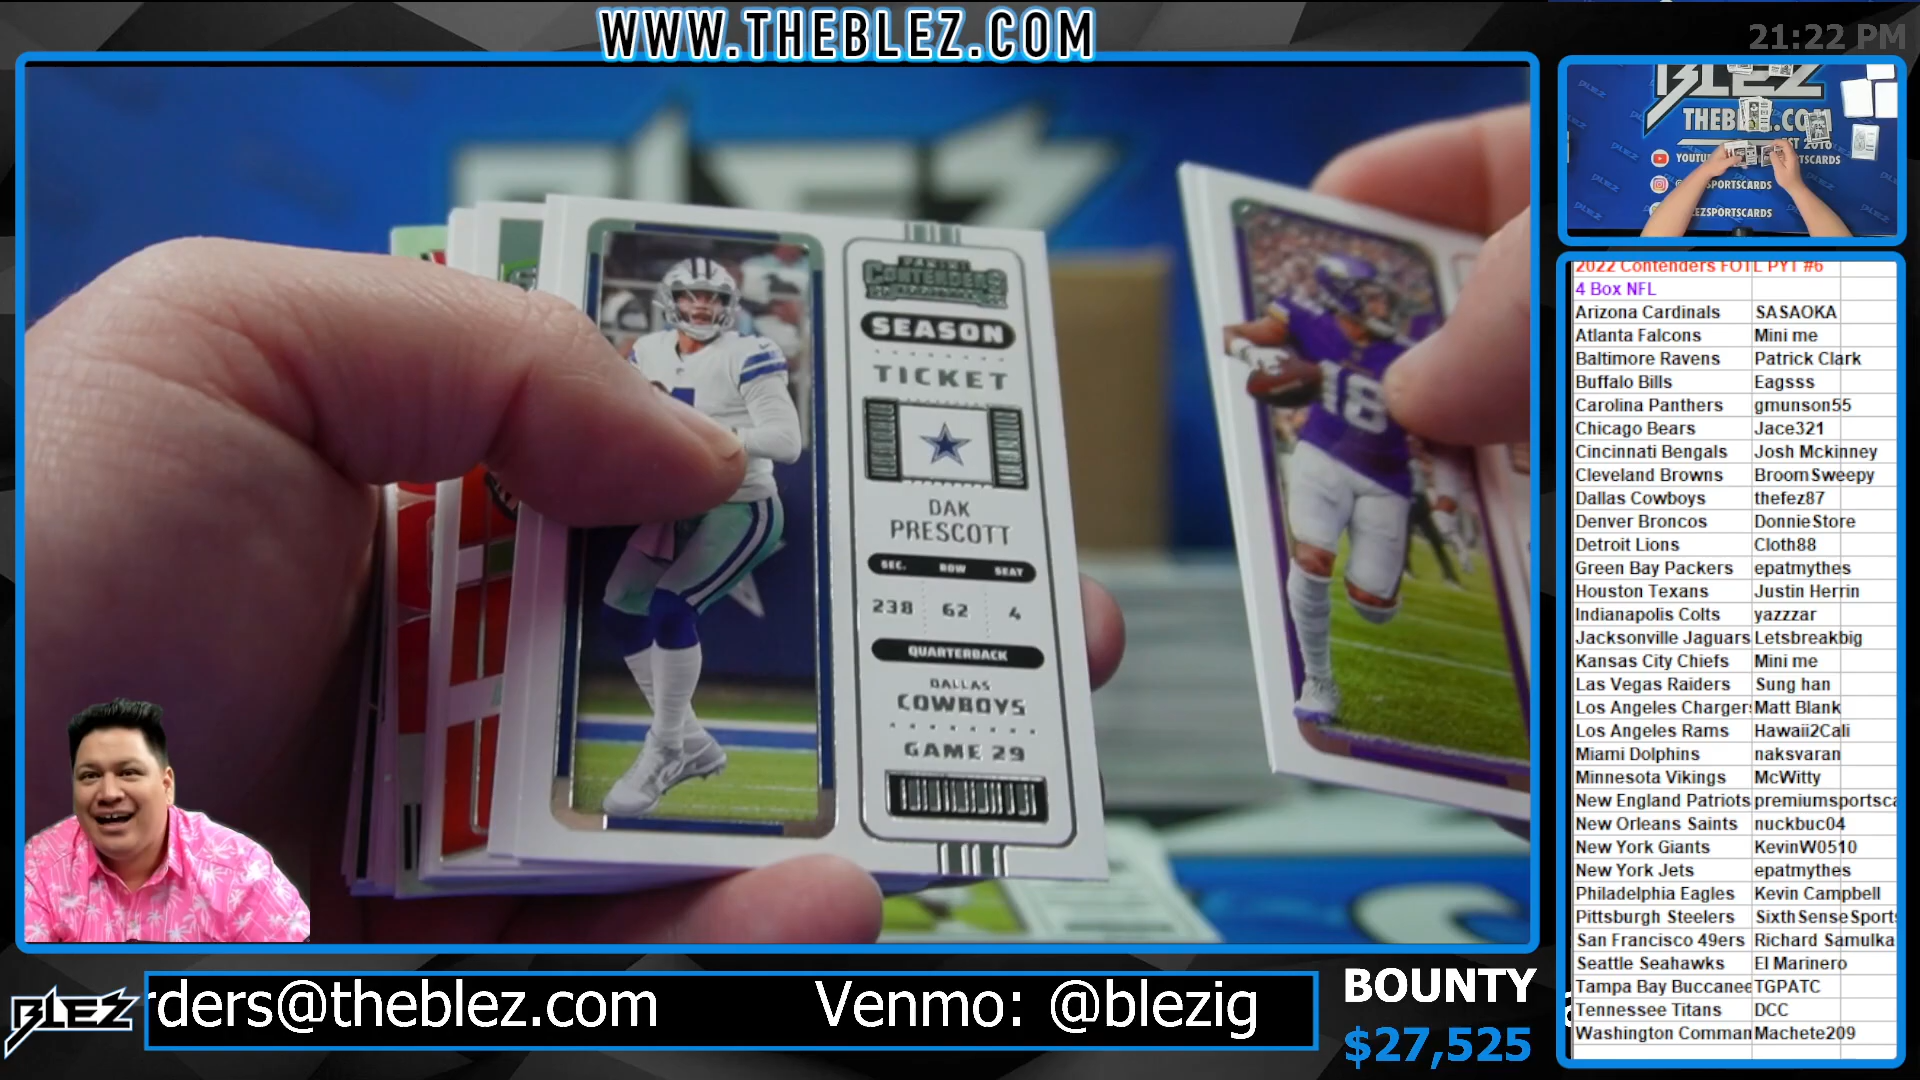 WWW.THEBLEZ.COM
21:22 PM
BLEZ
THEBLEZ.COM
PANINI
CONTENDERS
SEASON
TICKET
DAK
PRESCOTT
SEC. ROW SEAT
238 62 4
QUARTERBACK
DALLAS
COWBOYS
GAME 29
18
2022 Contenders FOTL PYT #6
4 Box NFL
Arizona Cardinals SASAOKA
Atlanta Falcons Mini me
Baltimore Ravens Patrick Clark
Buffalo Bills Eagsss
Carolina Panthers gmunson55
Chicago Bears Jace321
Cincinnati Bengals Josh Mckinney
Cleveland Browns BroomSweepy
Dallas Cowboys thefez87
Denver Broncos DonnieStore
Detroit Lions Cloth88
Green Bay Packers epatmythes
Houston Texans Justin Herrin
Indianapolis Colts yazzzar
Jacksonville Jaguars Letsbreakbig
Kansas City Chiefs Mini me
Las Vegas Raiders Sung han
Los Angeles Chargers Matt Blank
Los Angeles Rams Hawaii2Cali
Miami Dolphins naksvaran
Minnesota Vikings McWitty
New England Patriots premiumsportsca
New Orleans Saints nuckbuc04
New York Giants KevinW0510
New York Jets epatmythes
Philadelphia Eagles Kevin Campbell
Pittsburgh Steelers SixthSenseSports
San Francisco 49ers Richard Samulka
Seattle Seahawks El Marinero
Tampa Bay Buccanee TGPATC
Tennessee Titans DCC
Washington Comman Machete209
BLEZ
rders@theblez.com Venmo: @blezig
BOUNTY
$27,525